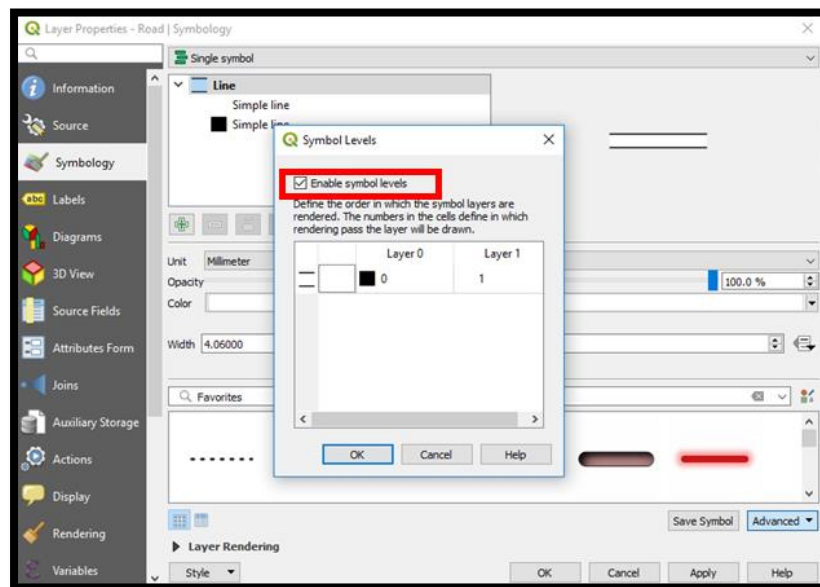 Layer Properties - Road | Symbology
Single symbol
Information
Source
Symbology
Labels
Diagrams
3D View
Source Fields
Attributes Form
Joins
Auxiliary Storage
Actions
Display
Rendering
Variables
Line
Simple line
Simple line
Symbol Levels
Enable symbol levels
Define the order in which the symbol layers are
rendered. The numbers in the cells define in which
rendering pass the layer will be drawn.
Layer 0 Layer 1
0 1
OK Cancel Help
Unit Millimeter
Opacity 100.0 %
Color
Width 4.06000
Favorites
Save Symbol Advanced
Layer Rendering
Style OK Cancel Apply Help